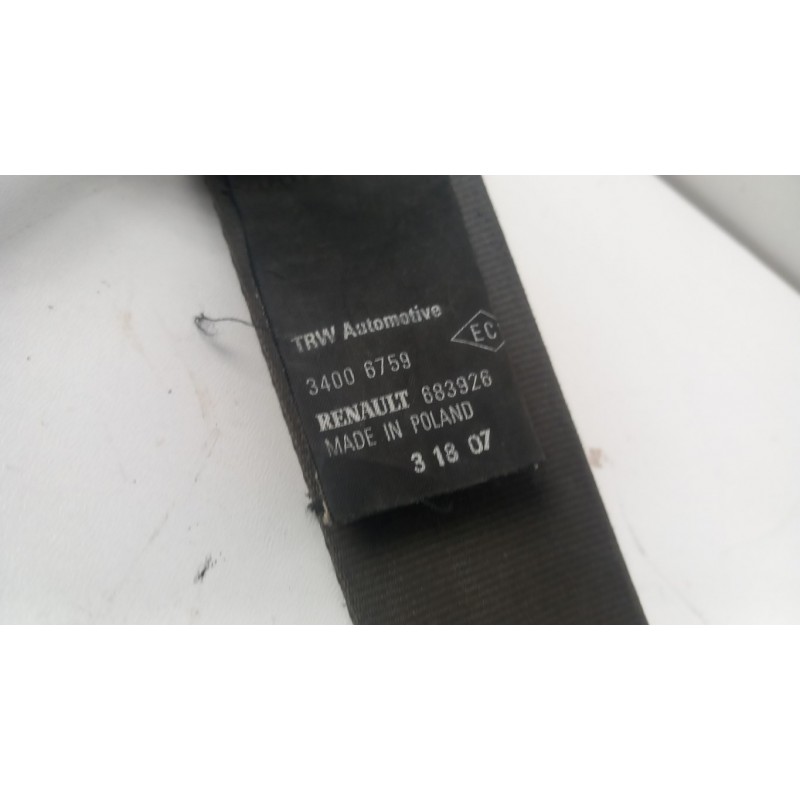 TRW Automotive
EC
3400 6759
RENAULT 683926
MADE IN POLAND
3 18 07